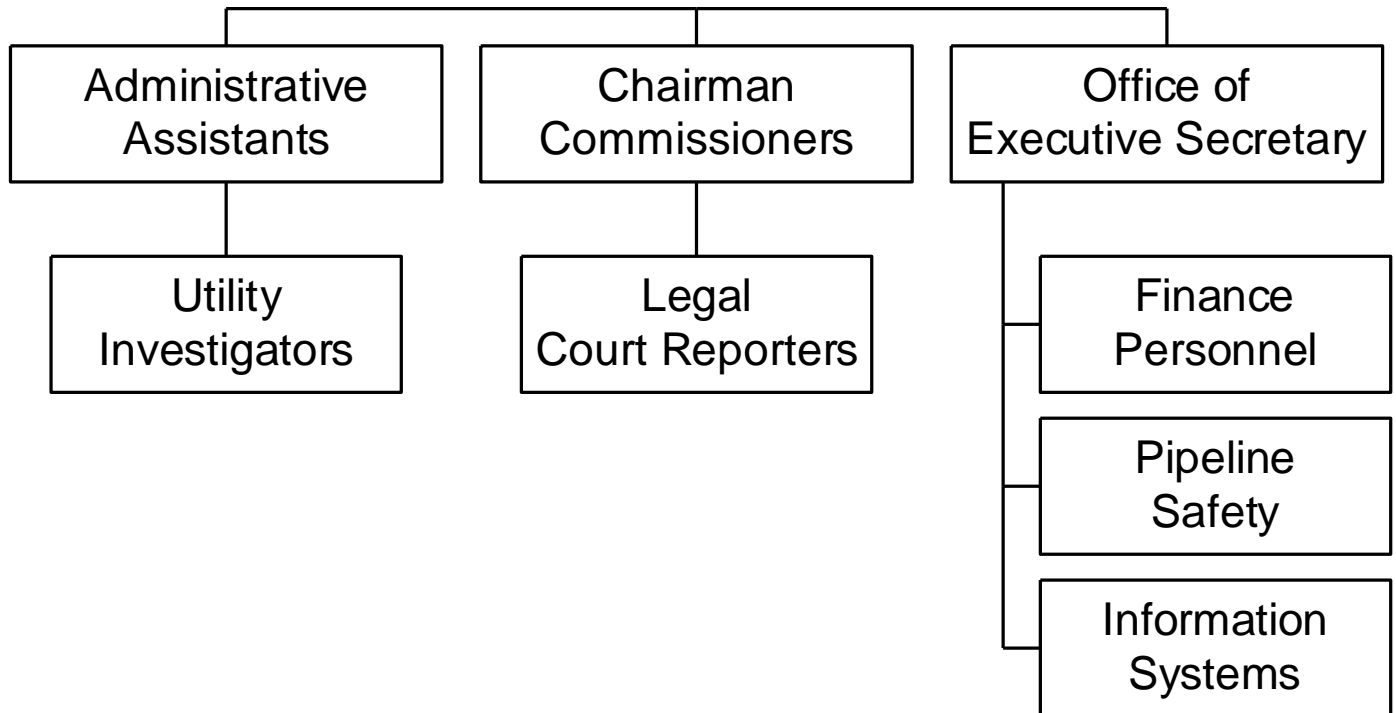 Administrative
Assistants
Chairman
Commissioners
Office of
Executive Secretary
Utility
Investigators
Legal
Court Reporters
Finance
Personnel
Pipeline
Safety
Information
Systems